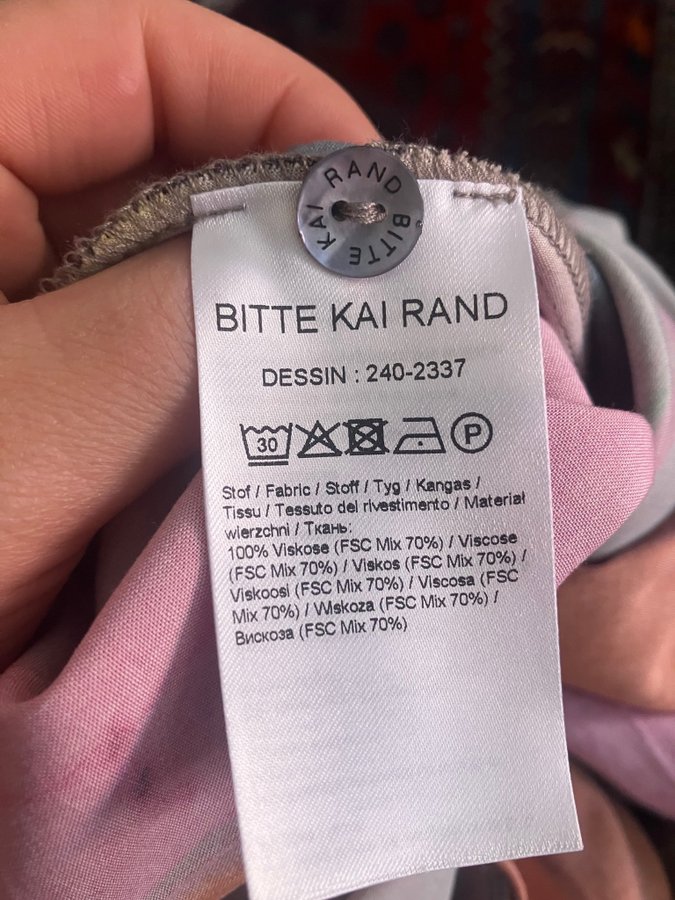 RAND BITTE KAI
BITTE KAI RAND
DESSIN : 240-2337
30 P
Stof / Fabric / Stoff / Tyg / Kangas /
Tissu / Tessuto del rivestimento / Materiał
wierzchni / Ткань:
100% Viskose (FSC Mix 70%) / Viscose
(FSC Mix 70%) / Viskos (FSC Mix 70%) /
Viskoosi (FSC Mix 70%) / Viscosa (FSC
Mix 70%) / Wiskoza (FSC Mix 70%) /
Вискоза (FSC Mix 70%)